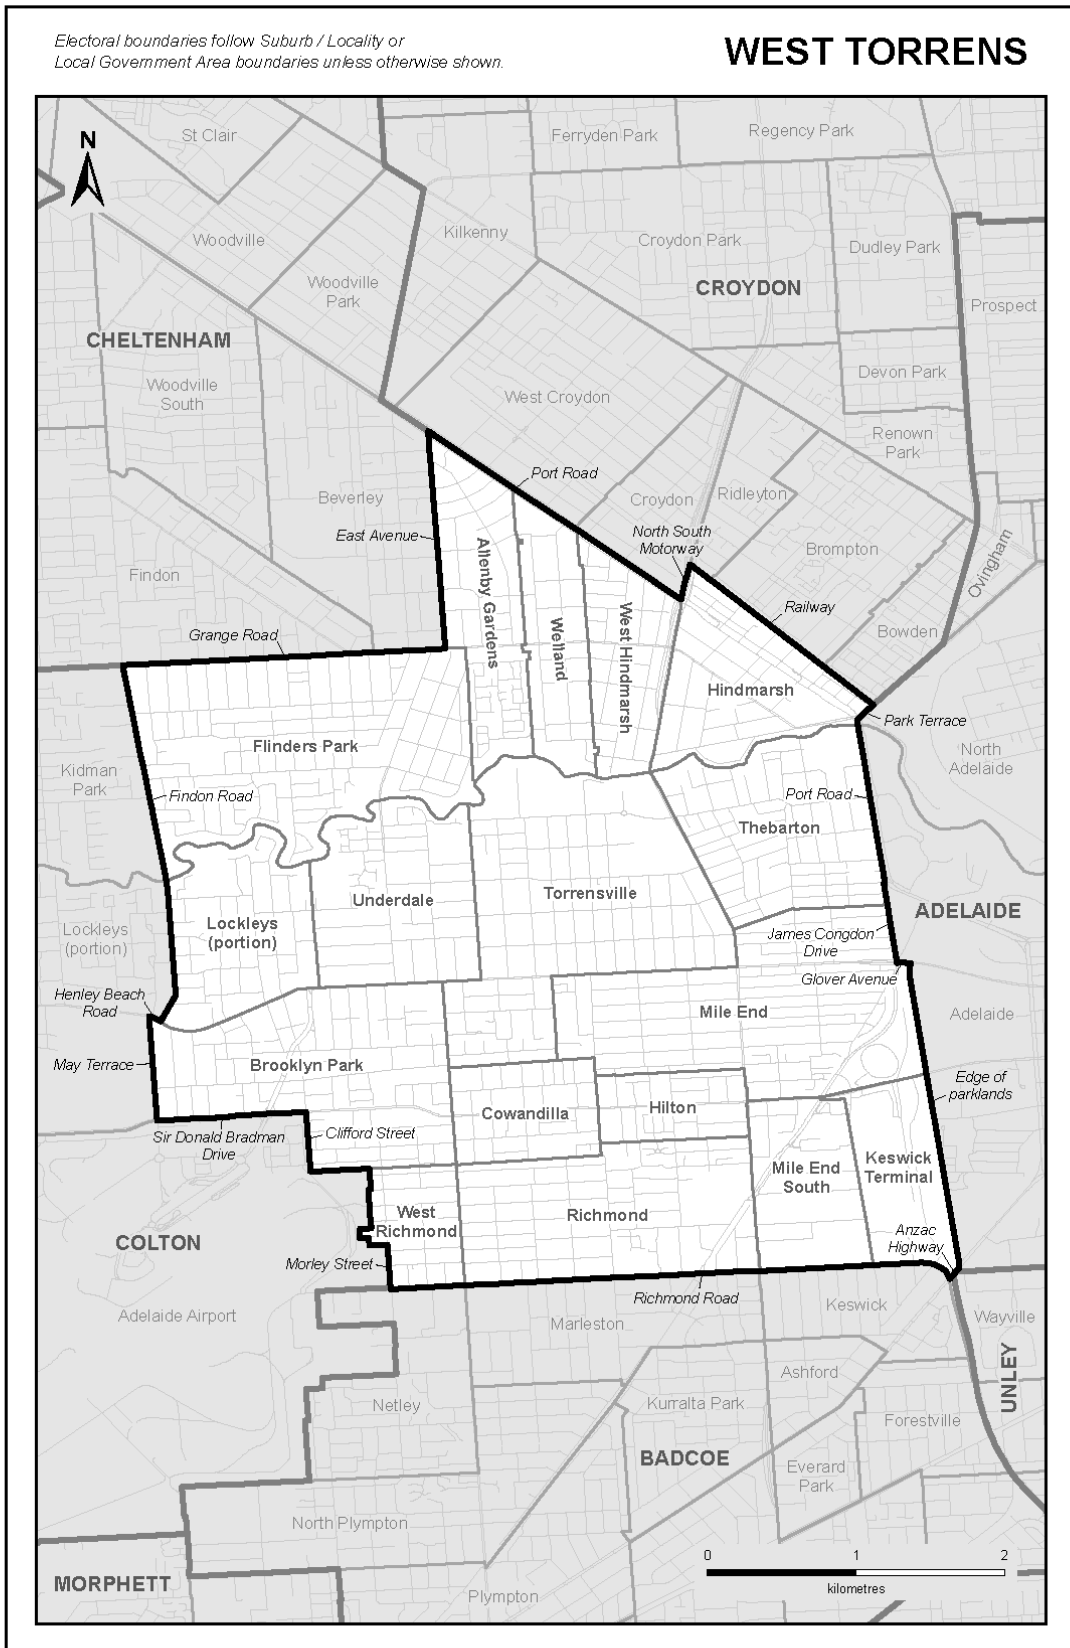 Electoral boundaries follow Suburb / Locality or
Local Government Area boundaries unless otherwise shown.
WEST TORRENS
N
St Clair
Ferryden Park
Regency Park
Woodville
Kilkenny
Croydon Park
Dudley Park
Woodville
Park
CROYDON
Prospect
CHELTENHAM
Woodville
South
Devon Park
West Croydon
Renown
Park
Port Road
Beverley
Croydon
Ridleyton
East Avenue
North South
Motorway
Brompton
Ovingham
Findon
Allenby Gardens
Welland
West Hindmarsh
Railway
Grange Road
Bowden
Hindmarsh
Park Terrace
Flinders Park
North
Adelaide
Kidman
Park
Findon Road
Port Road
Thebarton
Underdale
Torrensville
ADELAIDE
Lockleys
(portion)
Lockleys
(portion)
James Congdon
Drive
Glover Avenue
Henley Beach
Road
Mile End
Adelaide
May Terrace
Brooklyn Park
Edge of
parklands
Cowandilla
Hilton
Sir Donald Bradman
Drive
Clifford Street
Mile End
South
Keswick
Terminal
West
Richmond
Richmond
Anzac
Highway
COLTON
Morley Street
Richmond Road
Adelaide Airport
Marleston
Keswick
Wayville
UNLEY
Ashford
Netley
Kurralta Park
Forestville
BADCOE
Everard
Park
North Plympton
0 1 2
kilometres
MORPHETT
Plympton